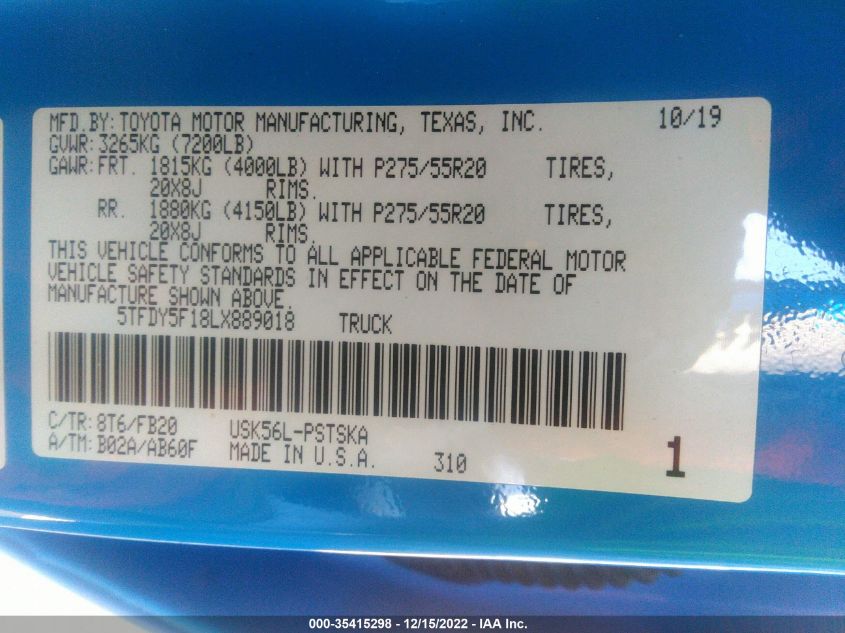 MFD.BY:TOYOTA MOTOR MANUFACTURING, TEXAS, INC. 10/19
GVWR:3265KG (7200LB)
GAWR:FRT. 1815KG (4000LB) WITH P275/55R20 TIRES,
20X8J RIMS.
RR. 1880KG (4150LB) WITH P275/55R20 TIRES,
20X8J RIMS.
THIS VEHICLE CONFORMS TO ALL APPLICABLE FEDERAL MOTOR
VEHICLE SAFETY STANDARDS IN EFFECT ON THE DATE OF
MANUFACTURE SHOWN ABOVE.
5TFDY5F18LX889018 TRUCK
C/TR:8T6/FB20 USK56L-PSTSKA
A/TM:B02A/AB60F MADE IN U.S.A. 310 1
000-35415298 - 12/15/2022 - IAA Inc.